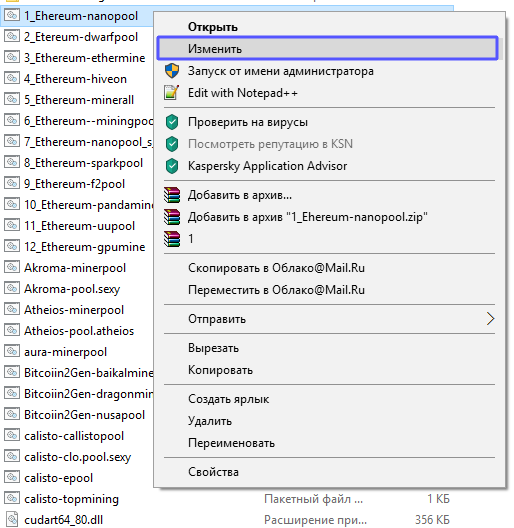 1_Ehereum-nanopool
2_Etereum-dwarfpool
3_Ethereum-ethermine
4_Ethereum-hiveon
5_Ethereum-minerall
6_Ethereum--miningpoo
7_Ethereum-nanopool_s
8_Ethereum-sparkpool
9_Ethereum-f2pool
10_Ethereum-pandamine
11_Ethereum-uupool
12_Ethereum-gpumine
Akroma-minerpool
Akroma-pool.sexy
Atheios-minerpool
Atheios-pool.atheios
aura-minerpool
Bitcoiin2Gen-baikalmine
Bitcoiin2Gen-dragonmin
Bitcoiin2Gen-nusapool
calisto-callistopool
calisto-clo.pool.sexy
calisto-epool
calisto-topmining
Пакетный файл ...
1 КБ
cudart64_80.dll
Расширение при...
356 КБ
Открыть
Изменить
Запуск от имени администратора
Edit with Notepad++
Проверить на вирусы
Посмотреть репутацию в KSN
Kaspersky Application Advisor
Добавить в архив...
Добавить в архив "1_Ehereum-nanopool.zip"
1
Скопировать в Облако@Mail.Ru
Переместить в Облако@Mail.Ru
Отправить
Вырезать
Копировать
Создать ярлык
Удалить
Переименовать
Свойства